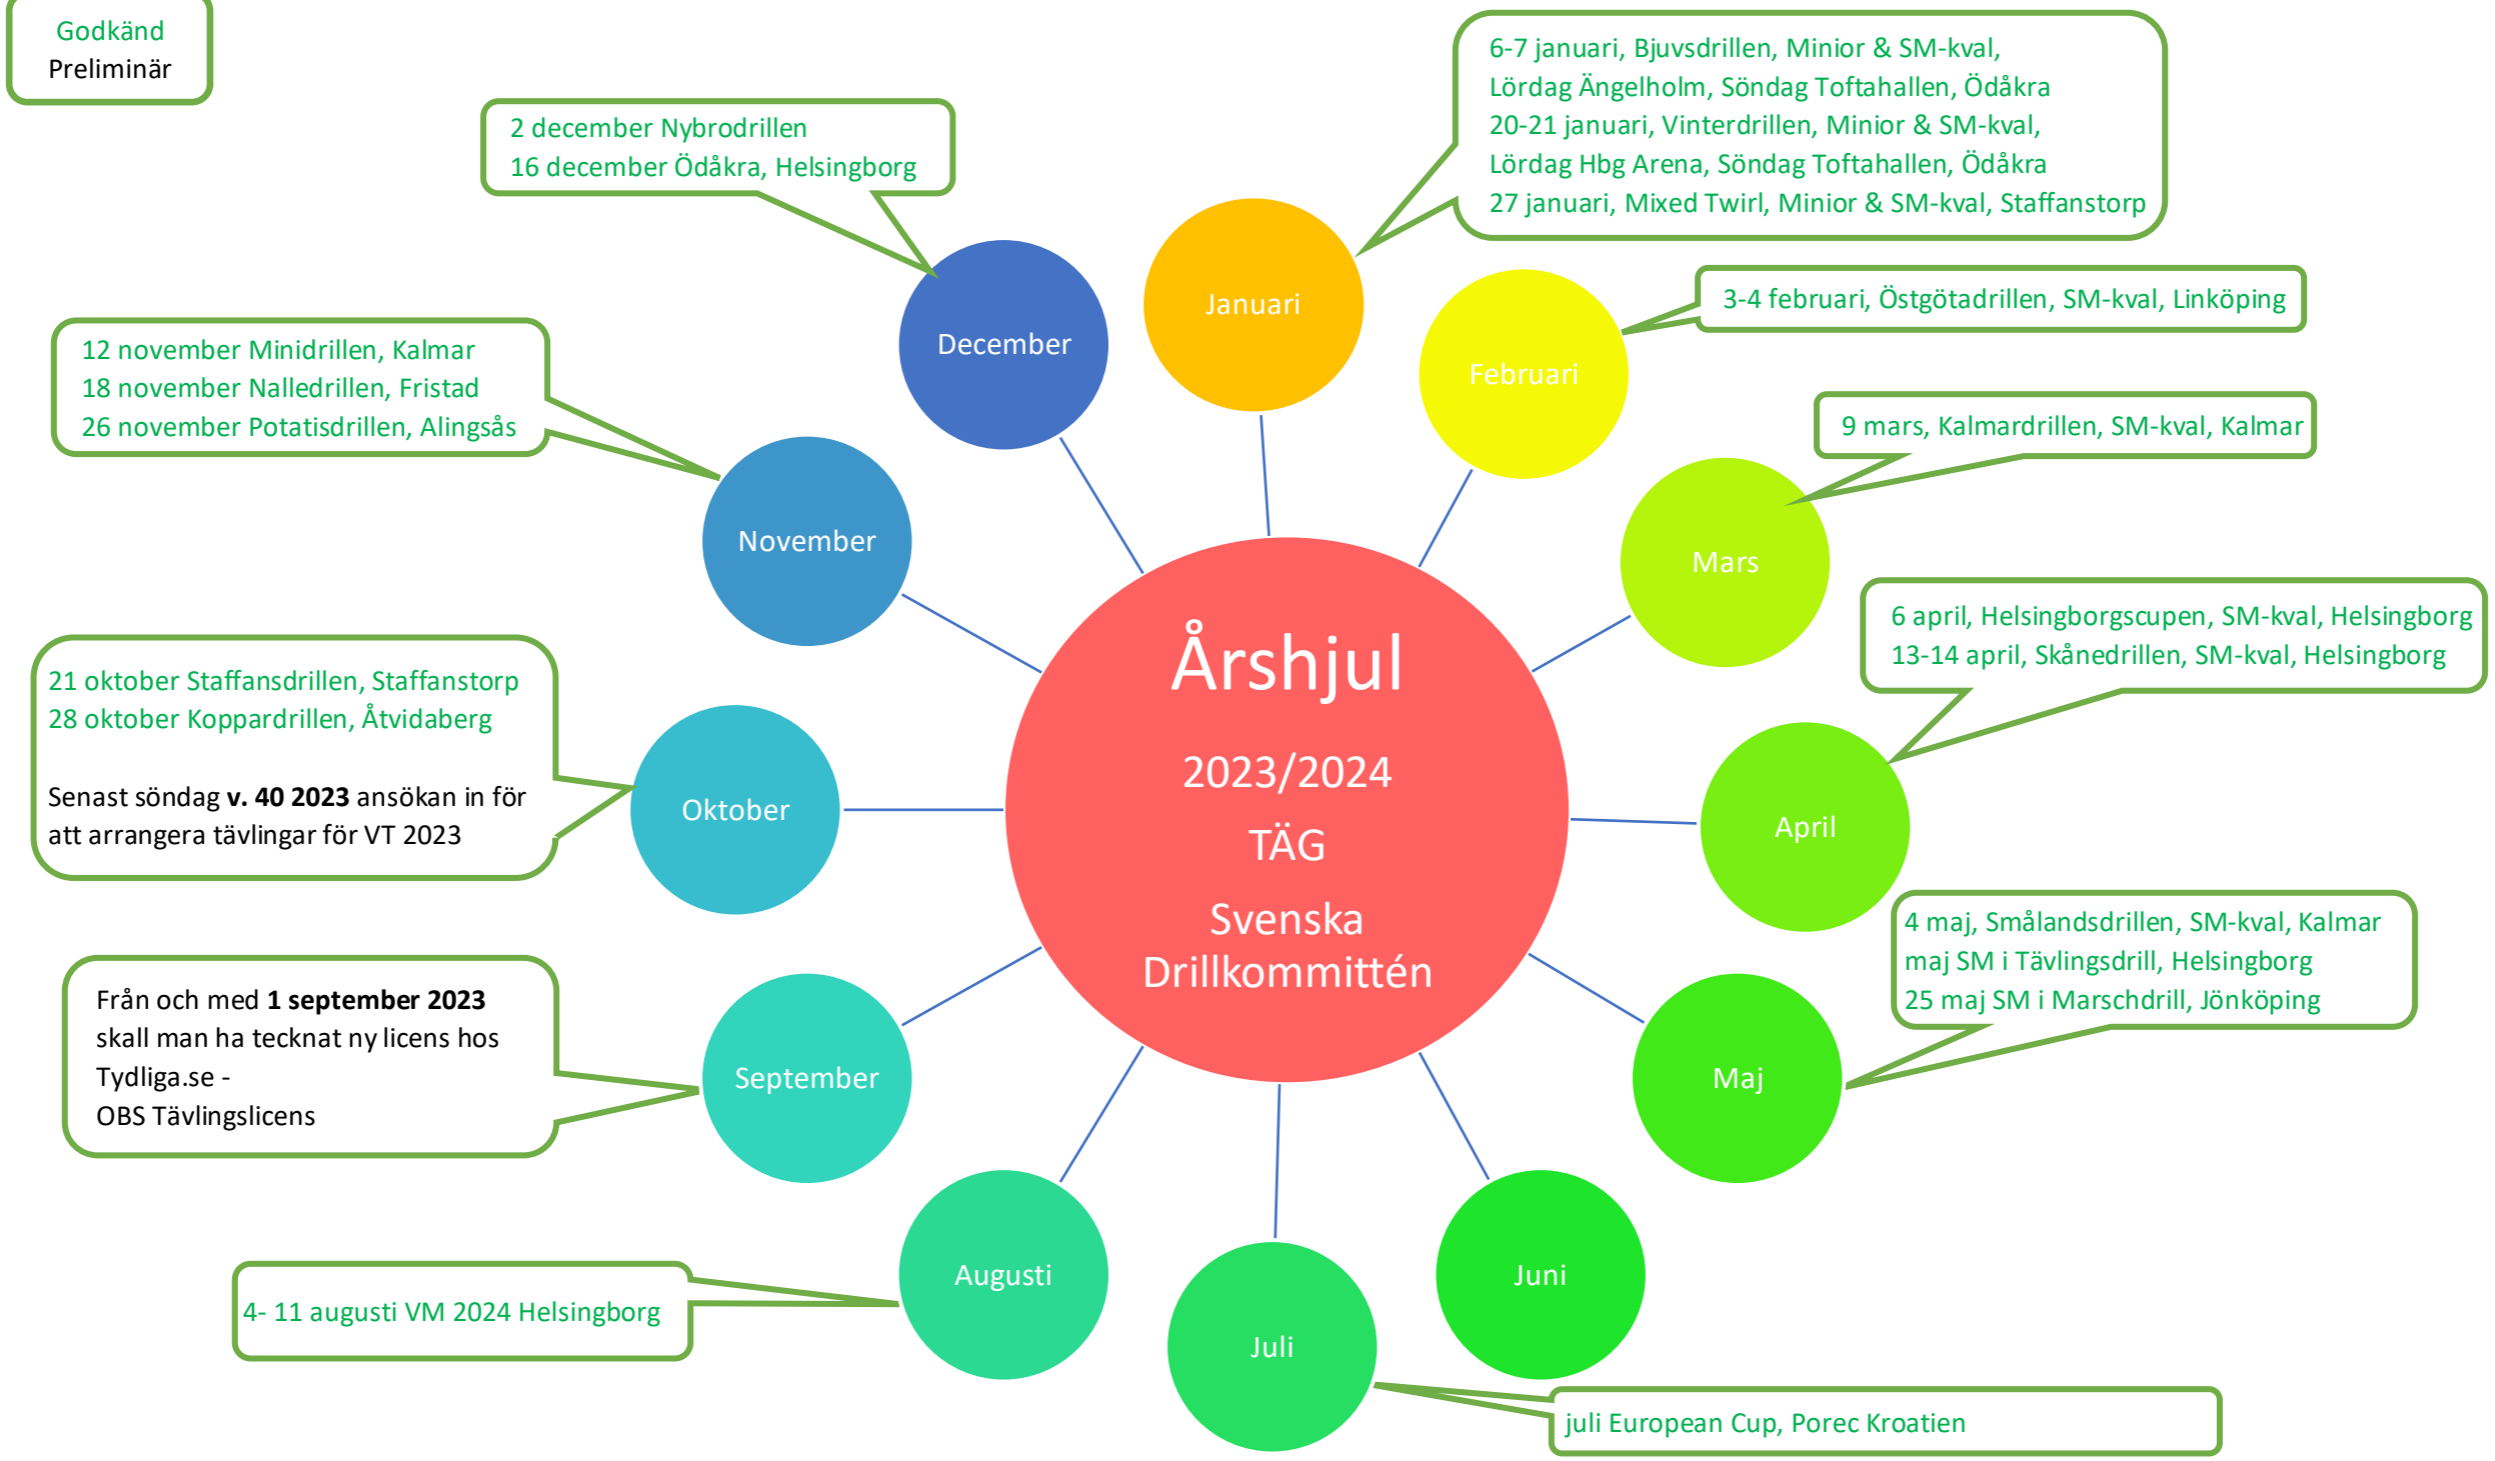 Godkänd
Preliminär
6-7 januari, Bjuvsdrillen, Minior & SM-kval,
Lördag Ängelholm, Söndag Toftahallen, Ödåkra
20-21 januari, Vinterdrillen, Minior & SM-kval,
Lördag Hbg Arena, Söndag Toftahallen, Ödåkra
27 januari, Mixed Twirl, Minior & SM-kval, Staffanstorp
Januari
3-4 februari, Östgötadrillen, SM-kval, Linköping
Februari
9 mars, Kalmardrillen, SM-kval, Kalmar
Mars
6 april, Helsingborgscupen, SM-kval, Helsingborg
13-14 april, Skånedrillen, SM-kval, Helsingborg
April
4 maj, Smålandsdrillen, SM-kval, Kalmar
maj SM i Tävlingsdrill, Helsingborg
25 maj SM i Marschdrill, Jönköping
Maj
Juni
Juli
juli European Cup, Porec Kroatien
Augusti
4- 11 augusti VM 2024 Helsingborg
September
Från och med 1 september 2023
skall man ha tecknat ny licens hos
Tydliga.se -
OBS Tävlingslicens
Oktober
21 oktober Staffansdrillen, Staffanstorp
28 oktober Koppardrillen, Åtvidaberg
Senast söndag v. 40 2023 ansökan in för
att arrangera tävlingar för VT 2023
November
12 november Minidrillen, Kalmar
18 november Nalledrillen, Fristad
26 november Potatisdrillen, Alingsås
December
2 december Nybrodrillen
16 december Ödåkra, Helsingborg
Årshjul
2023/2024
TÄG
Svenska
Drillkommittén